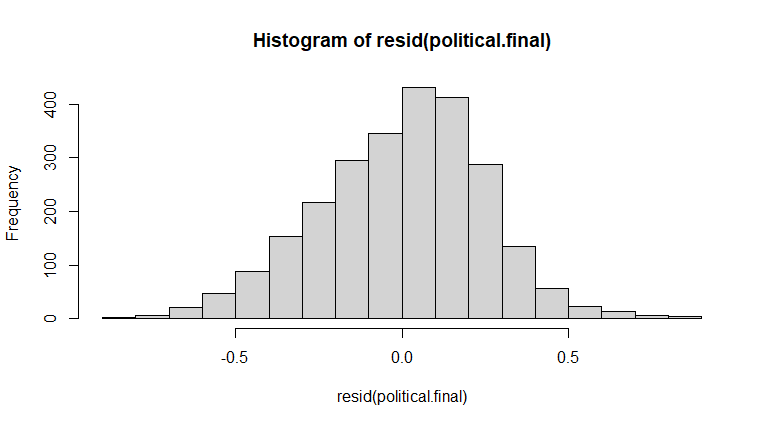 Histogram of resid(political.final)
Frequency
400
300
200
100
0
-0.5 0.0 0.5
resid(political.final)